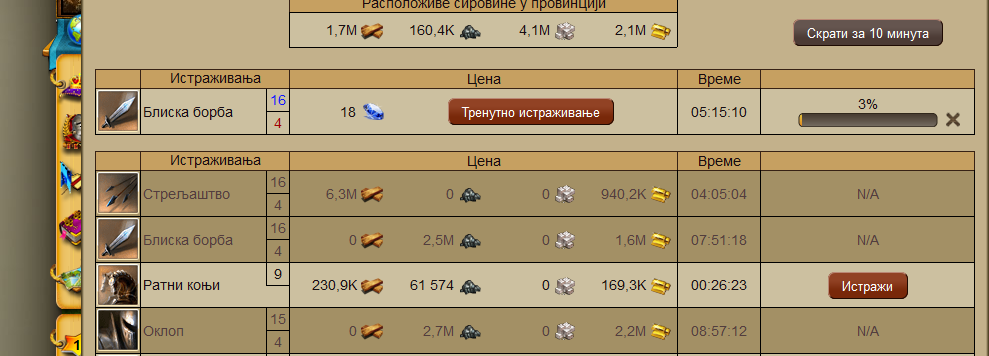 Расположиве сировине у провинцији
1,7M 160,4K 4,1M 2,1M
Скрати за 10 минута
Истраживања Цена Време
Блиска борба 16 4 18 Тренутно истраживање 05:15:10 3%
Истраживања Цена Време
Стрељаштво 16 4 6,3M 0 0 940,2K 04:05:04 N/A
Блиска борба 16 4 0 2,5M 0 1,6M 07:51:18 N/A
Ратни коњи 9 230,9K 61 574 0 169,3K 00:26:23 Истражи
Оклоп 15 4 0 2,7M 0 2,2M 08:57:12 N/A
1